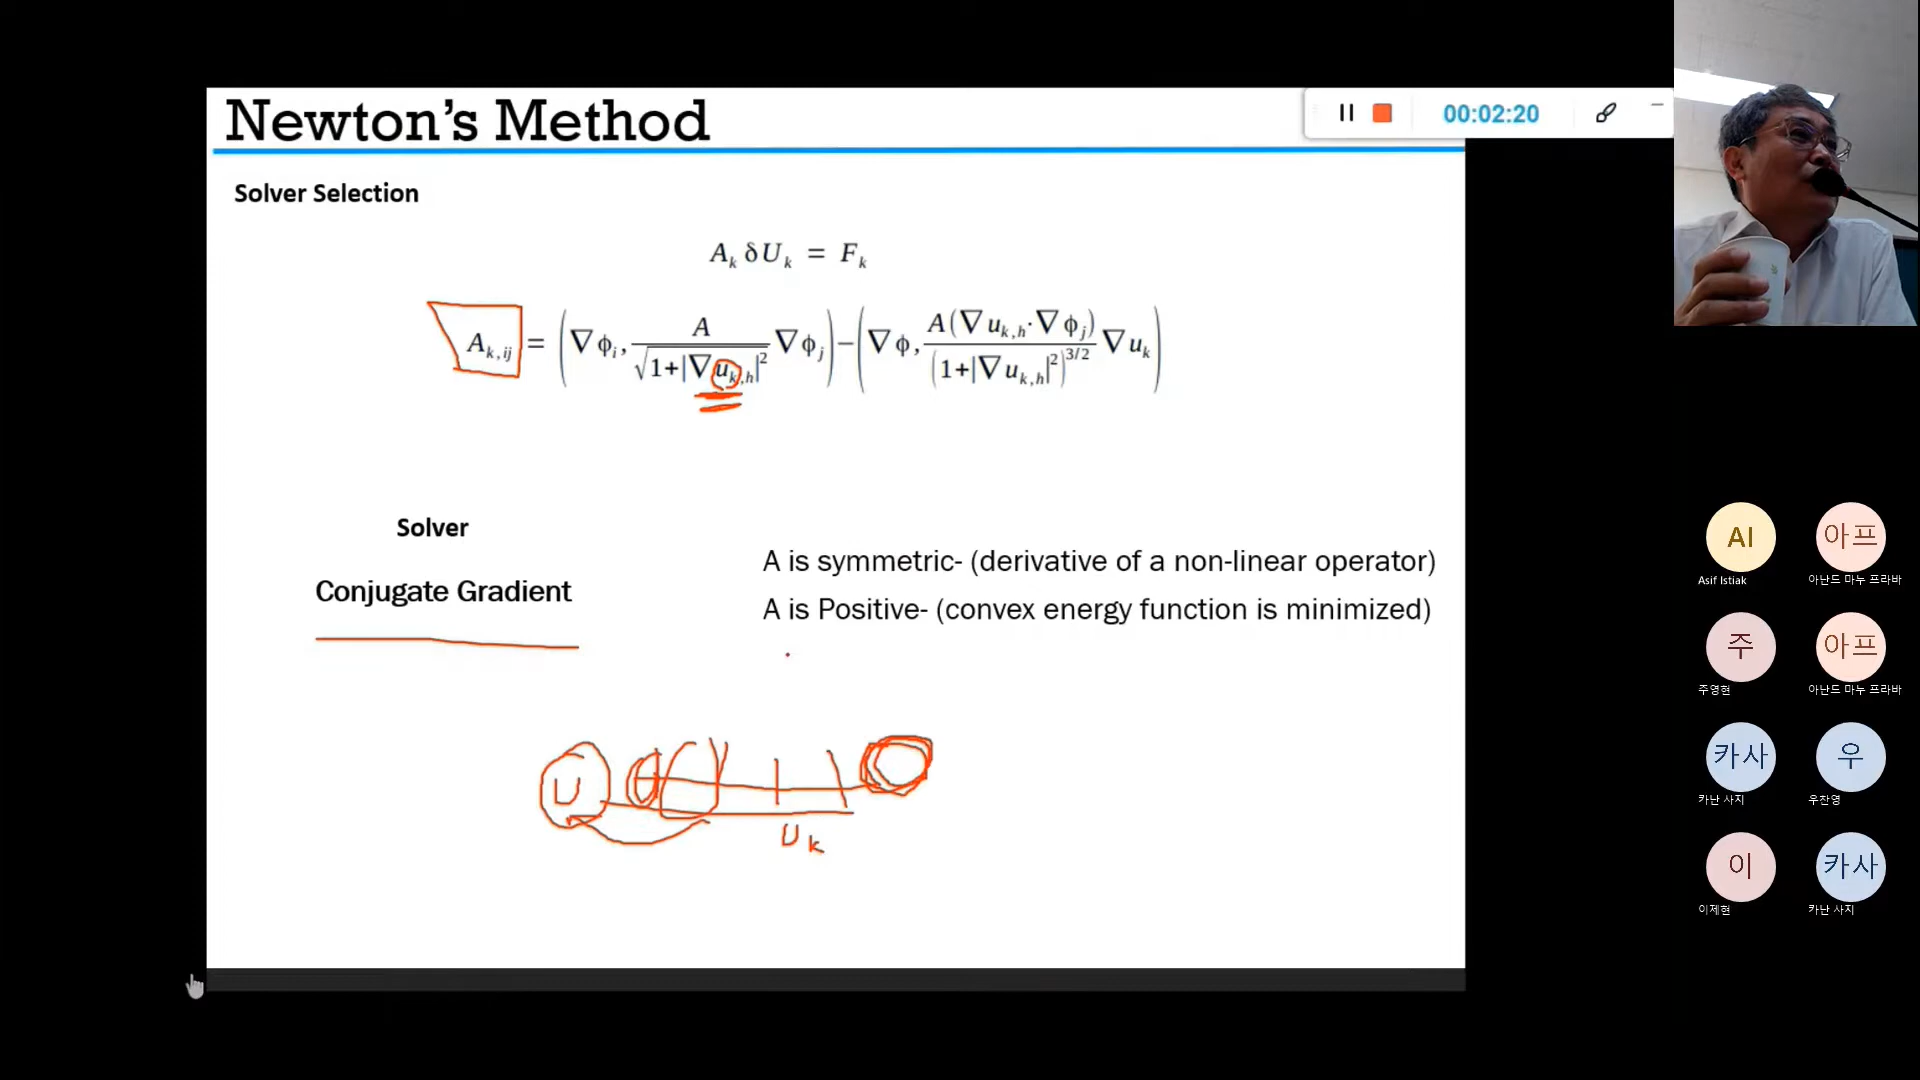 Newton's Method
00:02:20
Solver Selection
A_k δU_k = F_k
A_{k,ij} = (∇ϕ_i, A / √1+|∇u_{k,h}|² ∇ϕ_j) − (∇ϕ, A(∇u_{k,h}·∇ϕ_j) / (1+|∇u_{k,h}|²)^{3/2} ∇u_k)
Solver
Conjugate Gradient
A is symmetric- (derivative of a non-linear operator)
A is Positive- (convex energy function is minimized)
U
U_k
AI
Asif Istiak
아프
아난드 마누 프라바
주
주영현
아프
아난드 마누 프라바
카사
카난 사지
우
우찬영
이
이제현
카사
카난 사지